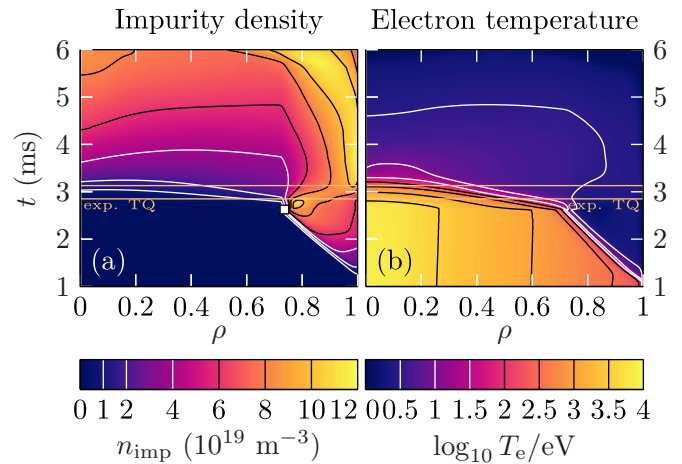 Impurity density Electron temperature
6 6
5 5
4 4
t (ms)
3 3
exp. TQ exp. TQ
2 2
(a) (b)
1 1
0 0.2 0.4 0.6 0.8 1 0 0.2 0.4 0.6 0.8 1
ρ ρ
0 1 2 4 6 8 10 12 0 0.5 1 1.5 2 2.5 3 3.5 4
n_imp (10^19 m^−3) log_10 T_e/eV